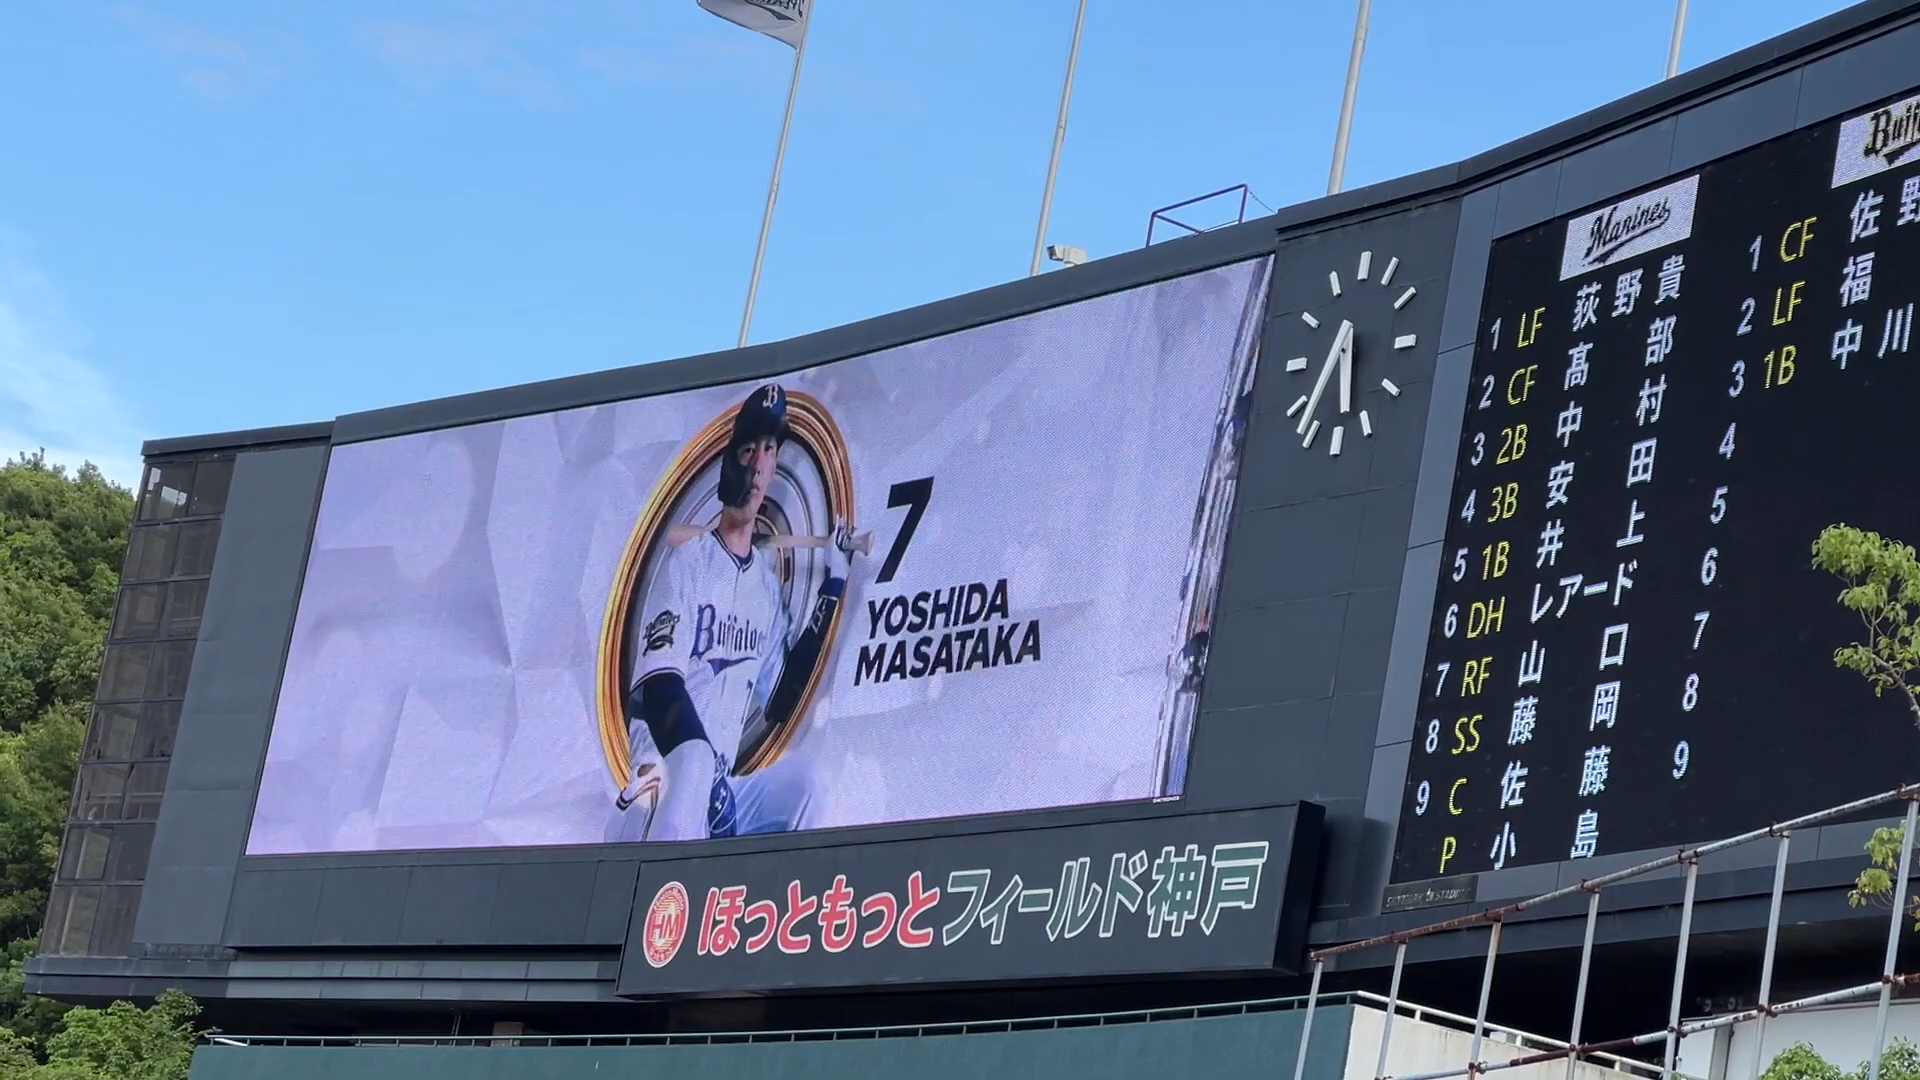 7
YOSHIDA
MASATAKA
B
Buffaloes
Buffaloes
HM
ほっともっとフィールド神戸
Marines
1 LF 荻野貴
2 CF 髙部
3 2B 中村
4 3B 安田
5 1B 井上
6 DH レアード
7 RF 山口
8 SS 藤岡
9 C 佐藤
P 小島
1 CF 佐野
2 LF 福
3 1B 中川
4
5
6
7
8
9